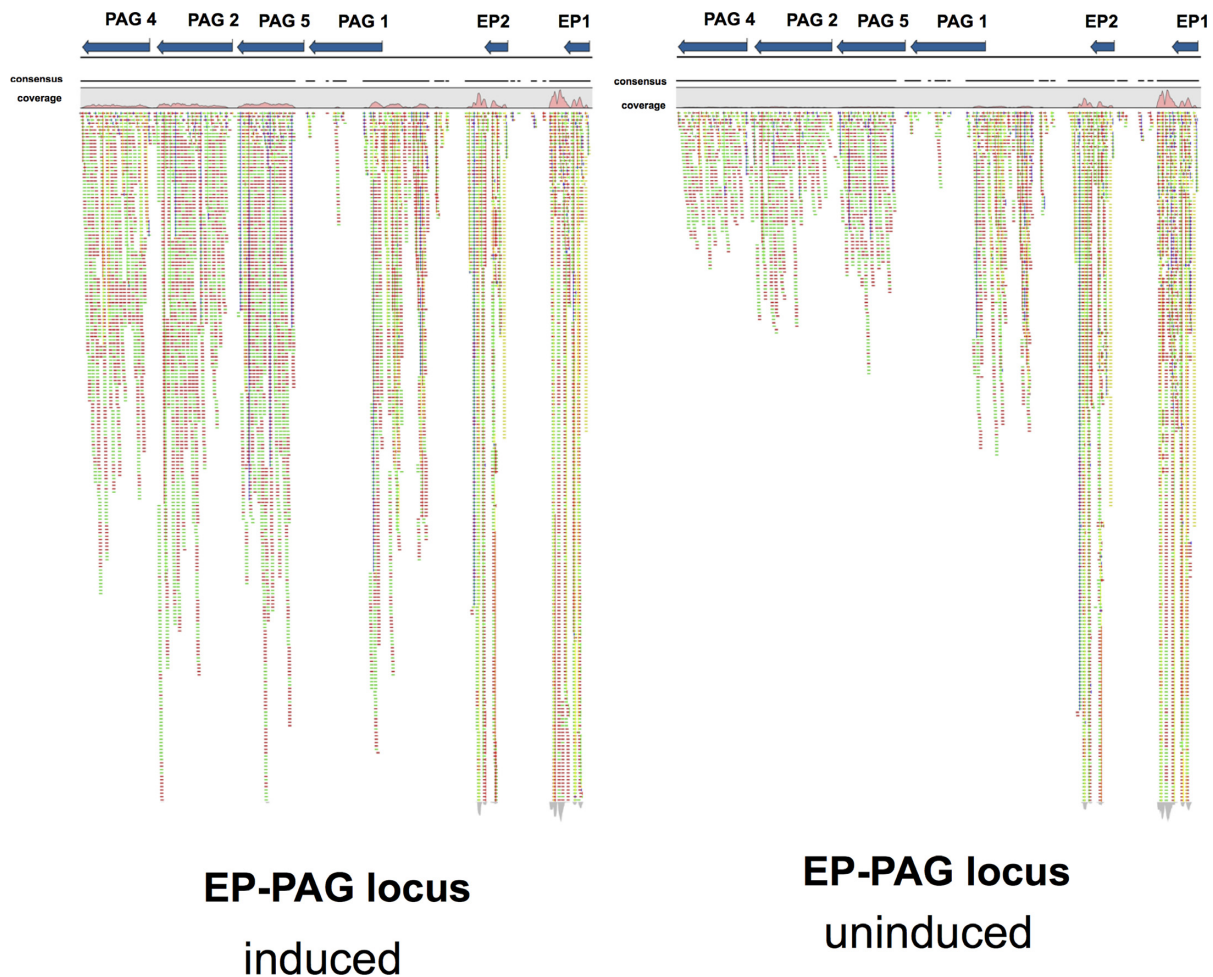 PAG 4 PAG 2 PAG 5 PAG 1 EP2 EP1
consensus
coverage
EP-PAG locus
induced
PAG 4 PAG 2 PAG 5 PAG 1 EP2 EP1
consensus
coverage
EP-PAG locus
uninduced